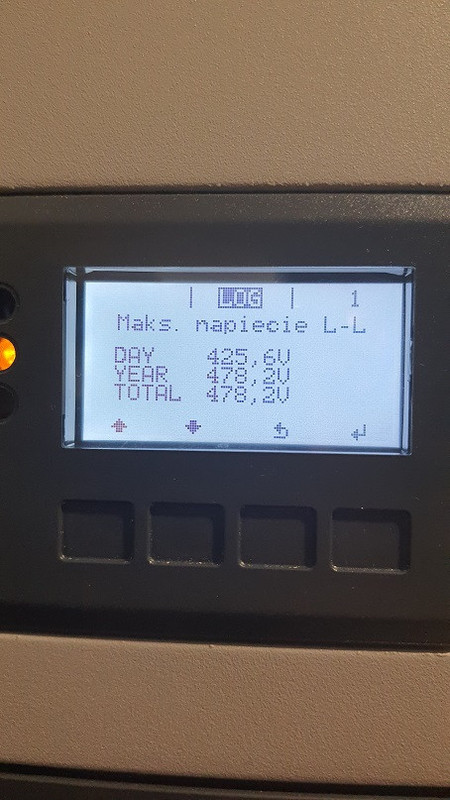 | LOG | 1
Maks. napiecie L-L
DAY 425,6V
YEAR 478,2V
TOTAL 478,2V